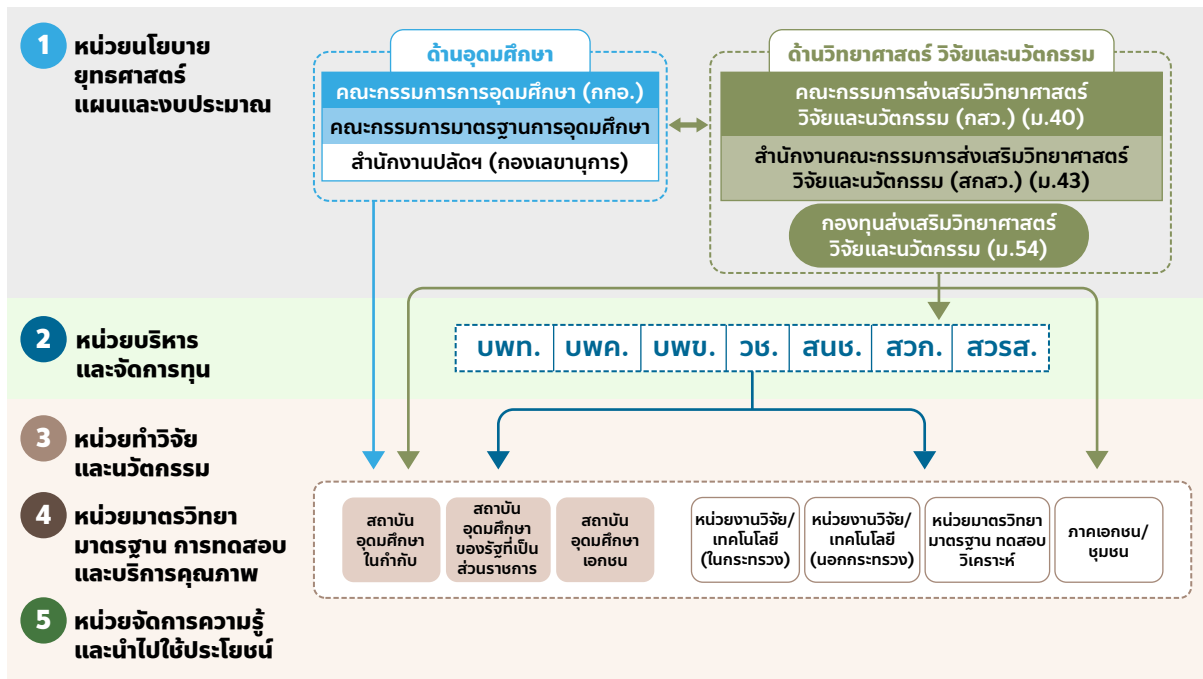 1
หน่วยนโยบาย
ยุทธศาสตร์
แผนและงบประมาณ
ด้านอุดมศึกษา
คณะกรรมการการอุดมศึกษา (กกอ.)
คณะกรรมการมาตรฐานการอุดมศึกษา
สำนักงานปลัดฯ (กองเลขานุการ)
ด้านวิทยาศาสตร์ วิจัยและนวัตกรรม
คณะกรรมการส่งเสริมวิทยาศาสตร์
วิจัยและนวัตกรรม (กสว.) (ม.40)
สำนักงานคณะกรรมการส่งเสริมวิทยาศาสตร์
วิจัยและนวัตกรรม (สกสว.) (ม.43)
กองทุนส่งเสริมวิทยาศาสตร์
วิจัยและนวัตกรรม (ม.54)
2
หน่วยบริหาร
และจัดการทุน
บพท. บพค. บพข. วช. สนช. สวก. สวรส.
3
หน่วยทำวิจัย
และนวัตกรรม
4
หน่วยมาตรวิทยา
มาตรฐาน การทดสอบ
และบริการคุณภาพ
5
หน่วยจัดการความรู้
และนำไปใช้ประโยชน์
สถาบัน
อุดมศึกษา
ในกำกับ
สถาบัน
อุดมศึกษา
ของรัฐที่เป็น
ส่วนราชการ
สถาบัน
อุดมศึกษา
เอกชน
หน่วยงานวิจัย/
เทคโนโลยี
(ในกระทรวง)
หน่วยงานวิจัย/
เทคโนโลยี
(นอกกระทรวง)
หน่วยมาตรวิทยา
มาตรฐาน ทดสอบ
วิเคราะห์
ภาคเอกชน/
ชุมชน